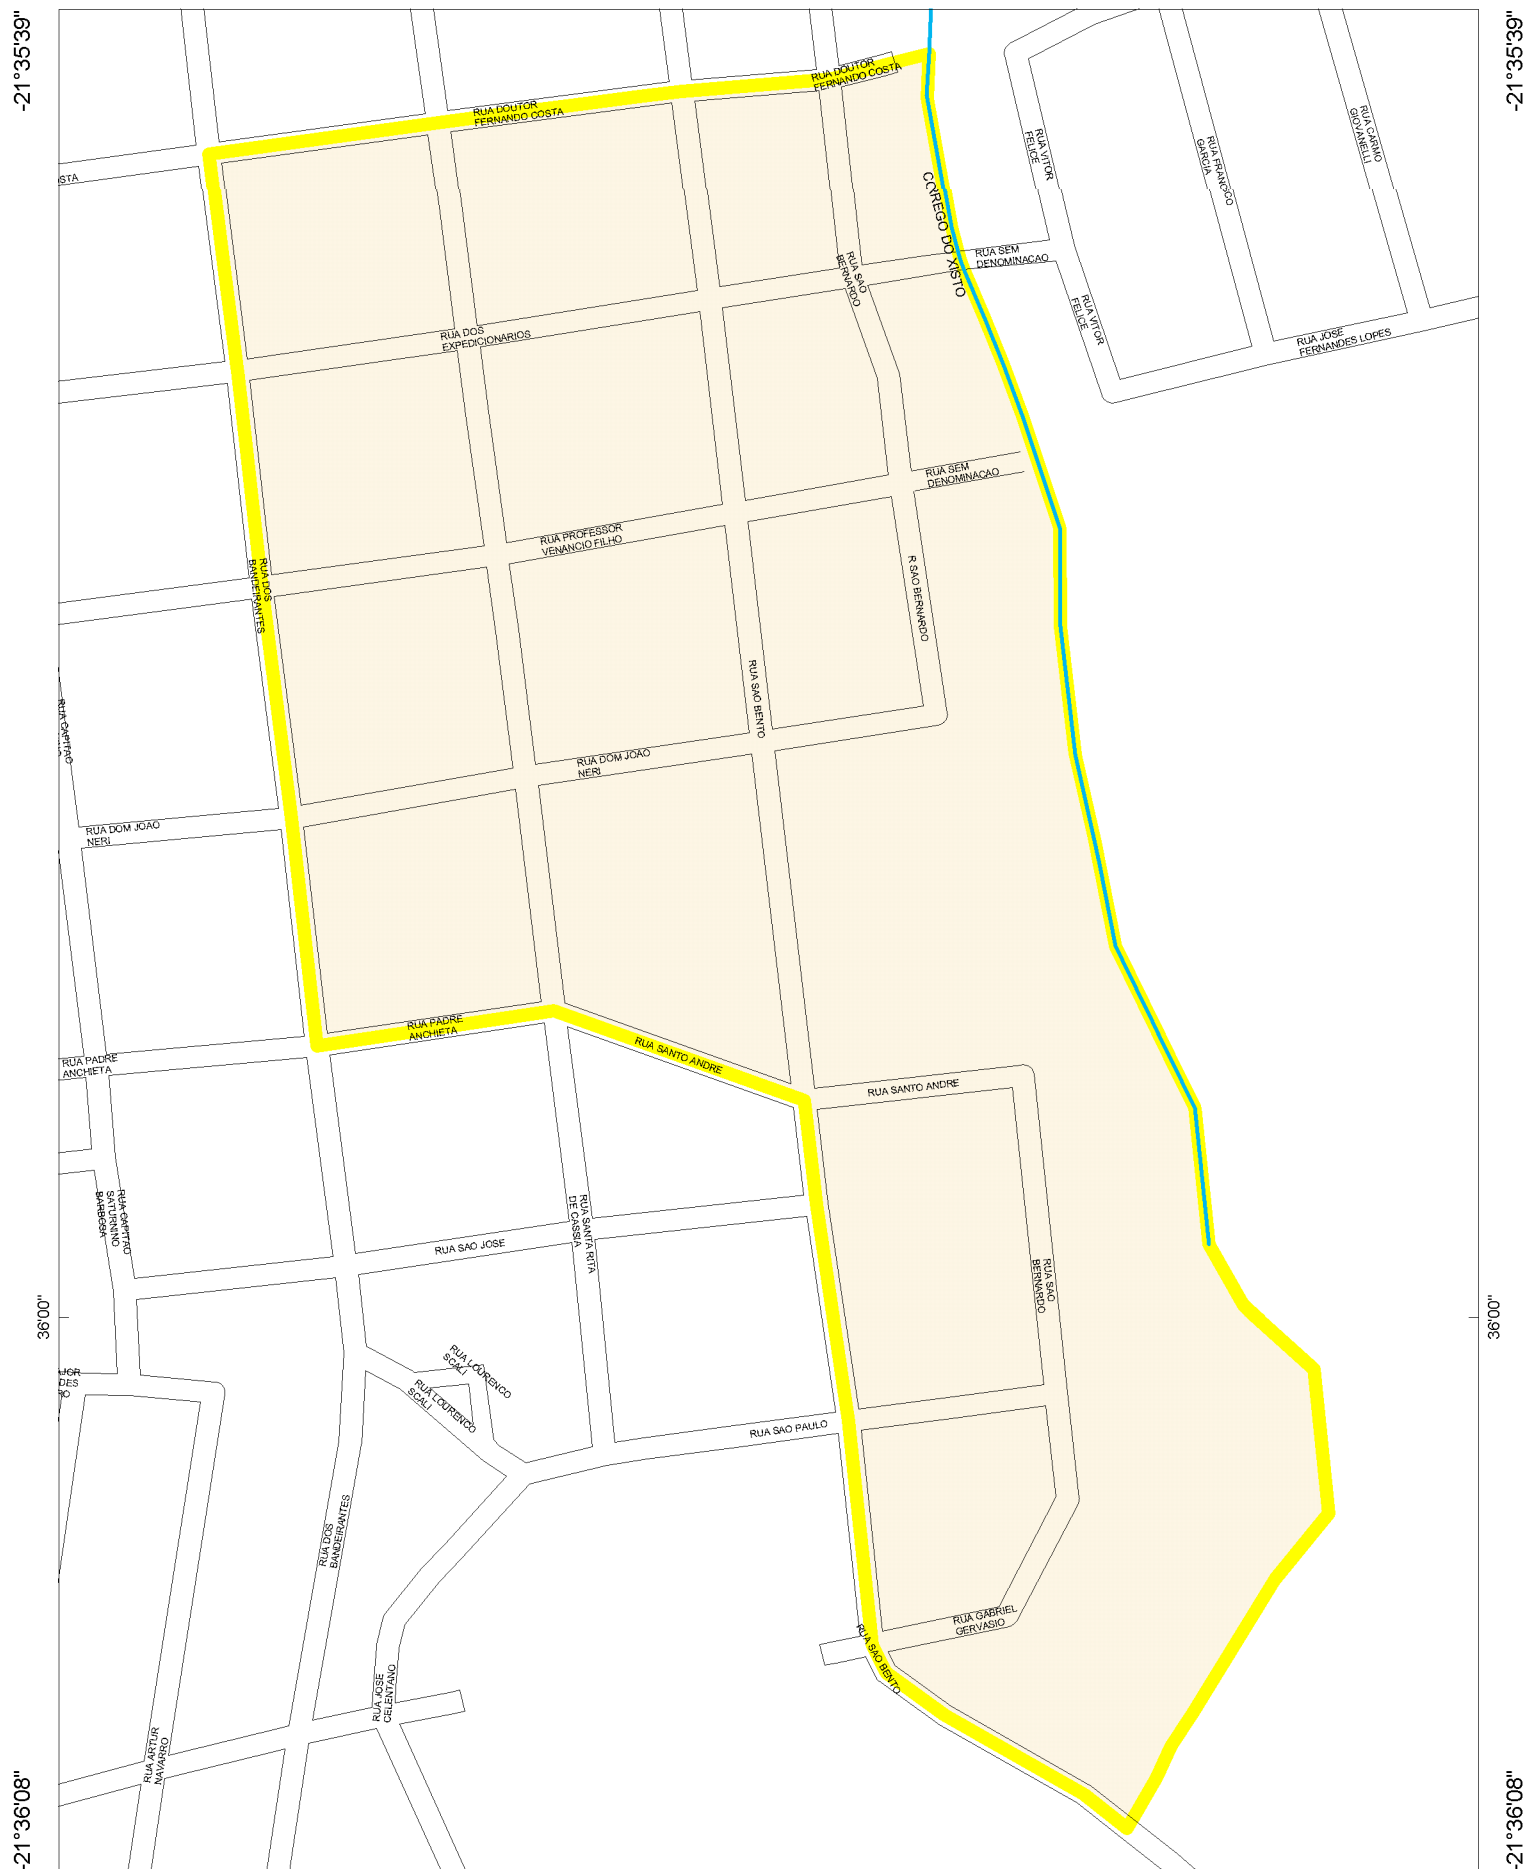 -21°35'39"
-21°35'39"
RUA DOUTOR
FERNANDO COSTA
RUA DOUTOR
FERNANDO COSTA
STA
CORREGO DO XISTO
RUA VITOR
FELICE
RUA FRANCO
GARCIA
RUA CARMO
GIOVANELLI
RUA SAO
BERNARDO
RUA SEM
DENOMINACAO
RUA VITOR
FELICE
RUA JOSE
FERNANDES LOPES
RUA DOS
EXPEDICIONARIOS
RUA SEM
DENOMINACAO
RUA PROFESSOR
VENANCIO FILHO
RUA DOS
BANDEIRANTES
R SAO BERNARDO
RUA SAO BENTO
RUA CAPITAO
RUA DOM JOAO
NERI
RUA DOM JOAO
NERI
RUA PADRE
ANCHIETA
RUA SANTO ANDRE
RUA PADRE
ANCHIETA
RUA SANTO ANDRE
RUA CAPITAO
SATURNINO
BARBOSA
RUA SANTA RITA
DE CASSIA
RUA SAO JOSE
RUA SAO
BERNARDO
36'00"
36'00"
RUA LOURENCO
SCALI
JOR
DES
RO
RUA LOURENCO
SCALI
RUA SAO PAULO
RUA DOS
BANDEIRANTES
RUA GABRIEL
GERVASIO
RUA SAO BENTO
RUA JOSE
CELENTANO
RUA ARTUR
NAVARRO
-21°36'08"
-21°36'08"